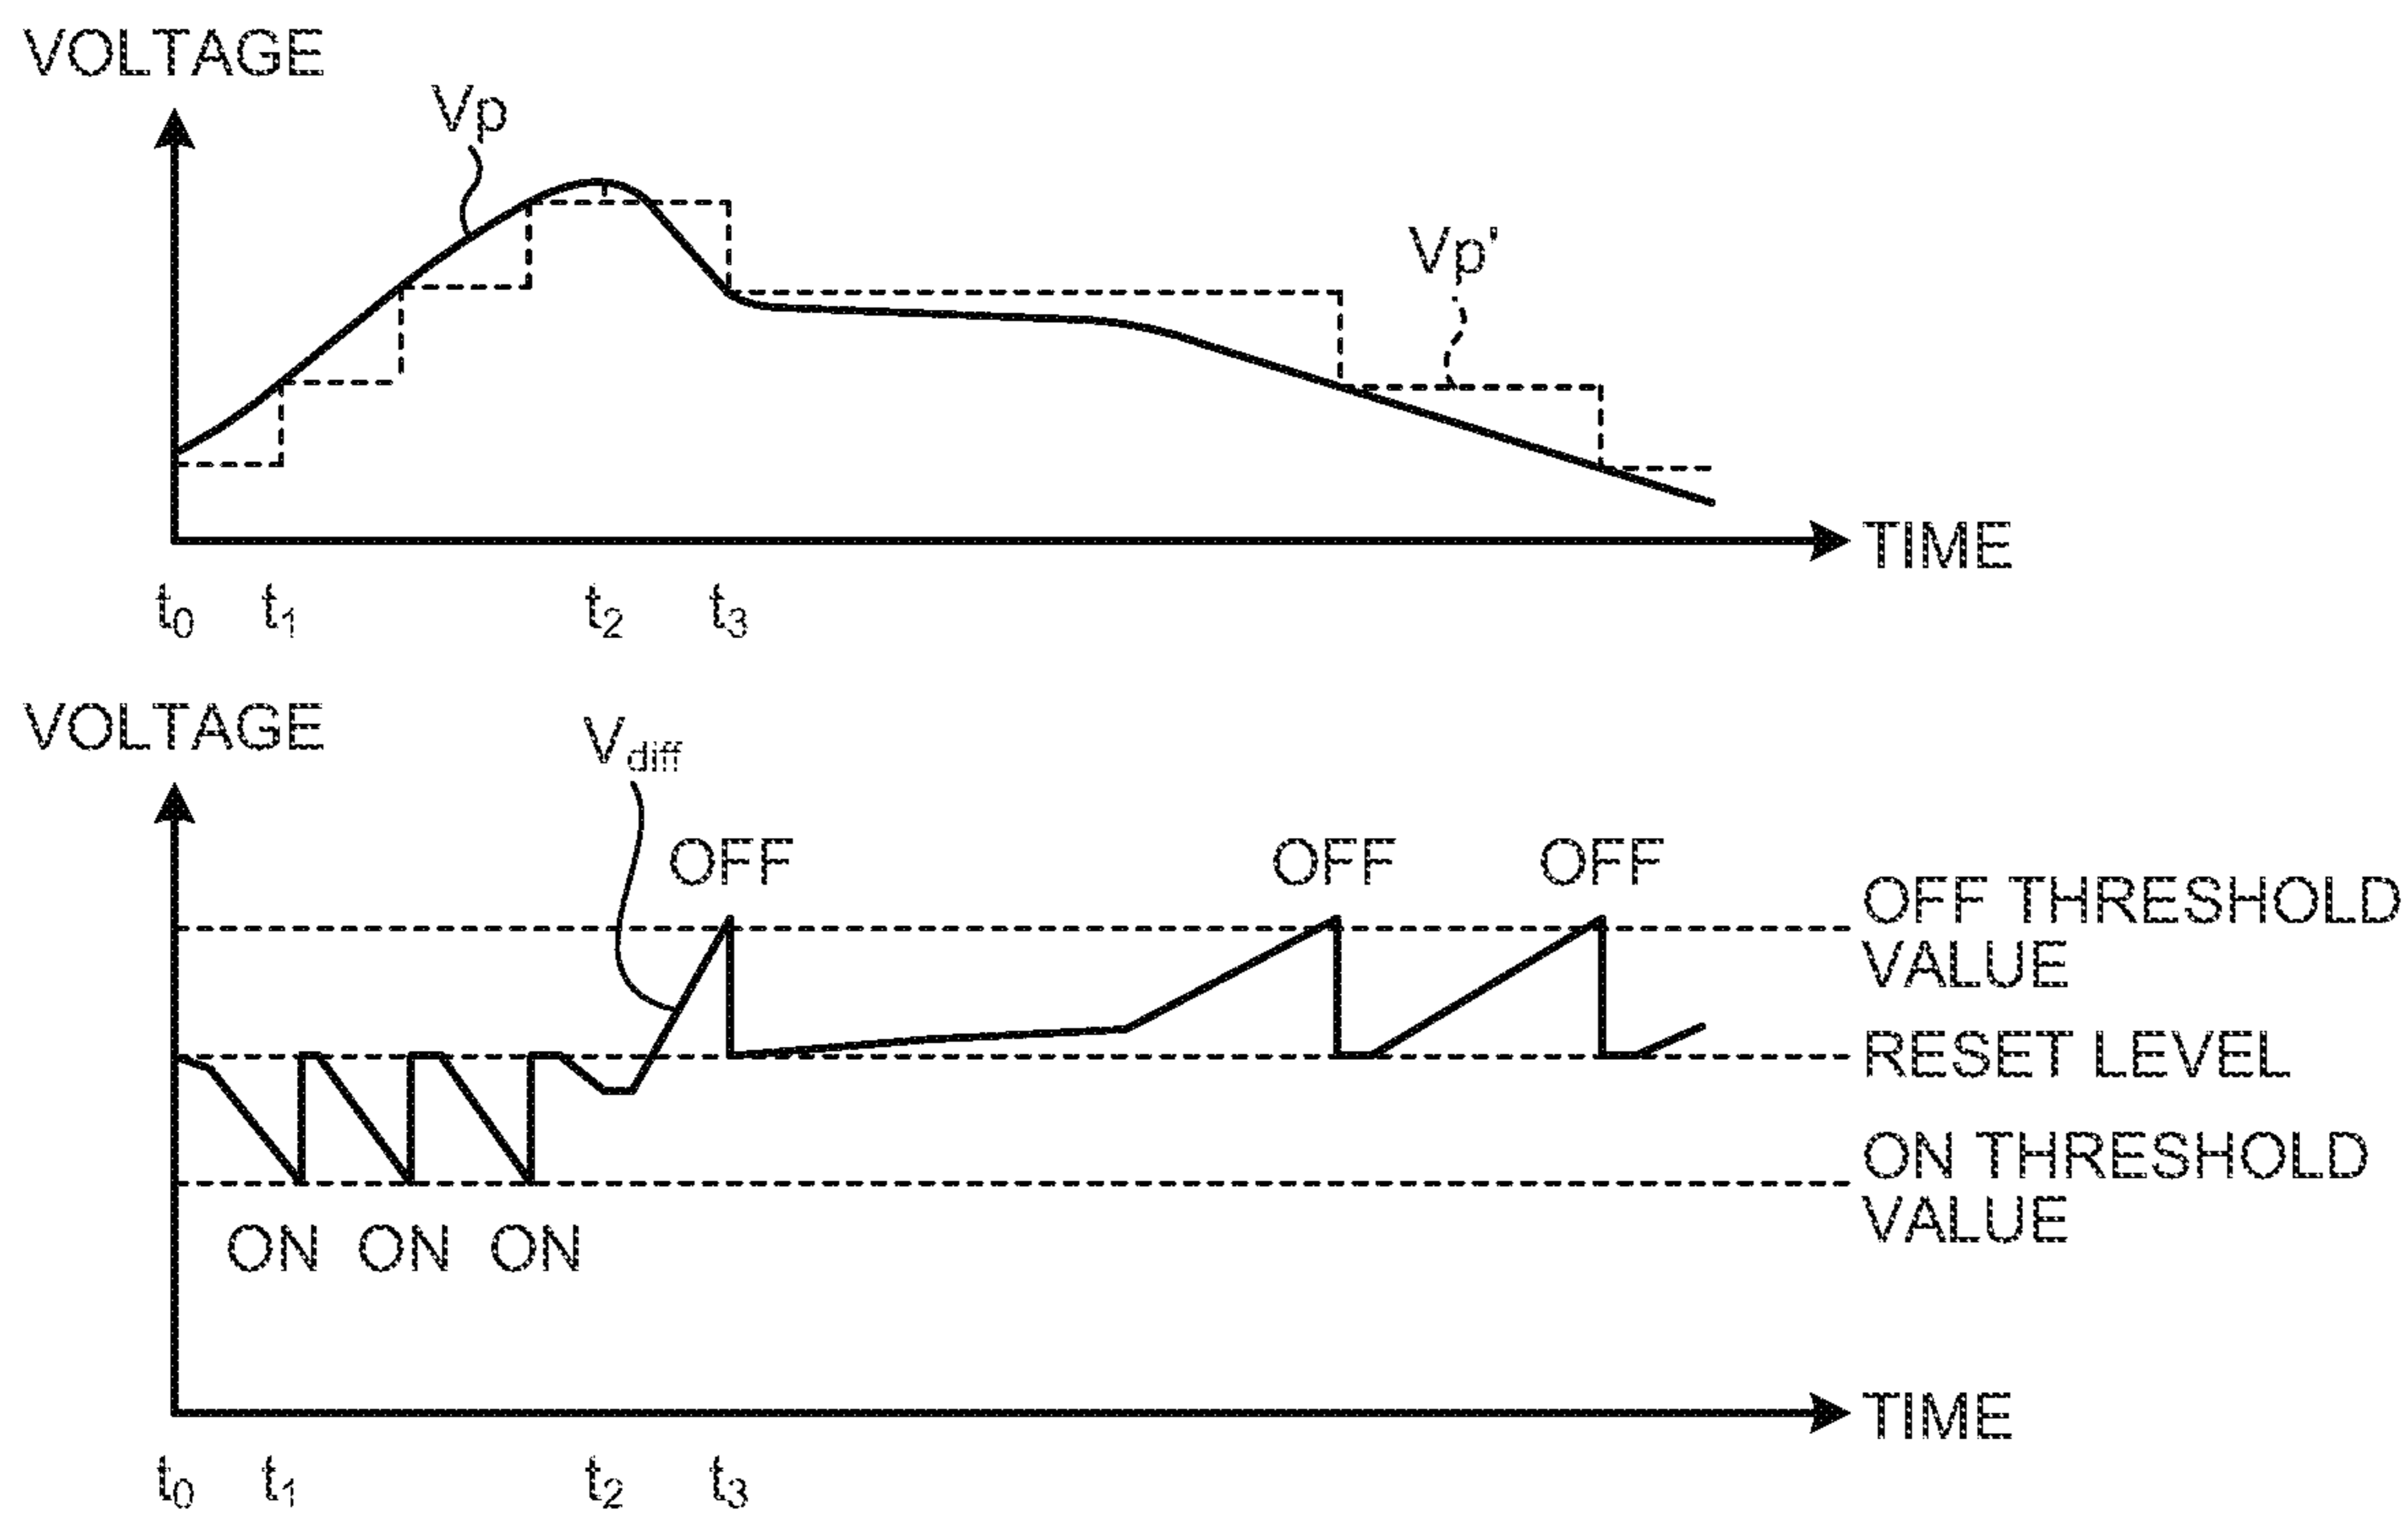 VOLTAGE
Vp
Vp'
TIME
t0 t1 t2 t3
VOLTAGE
Vdiff
OFF OFF OFF
OFF THRESHOLD
VALUE
RESET LEVEL
ON THRESHOLD
VALUE
ON ON ON
TIME
t0 t1 t2 t3